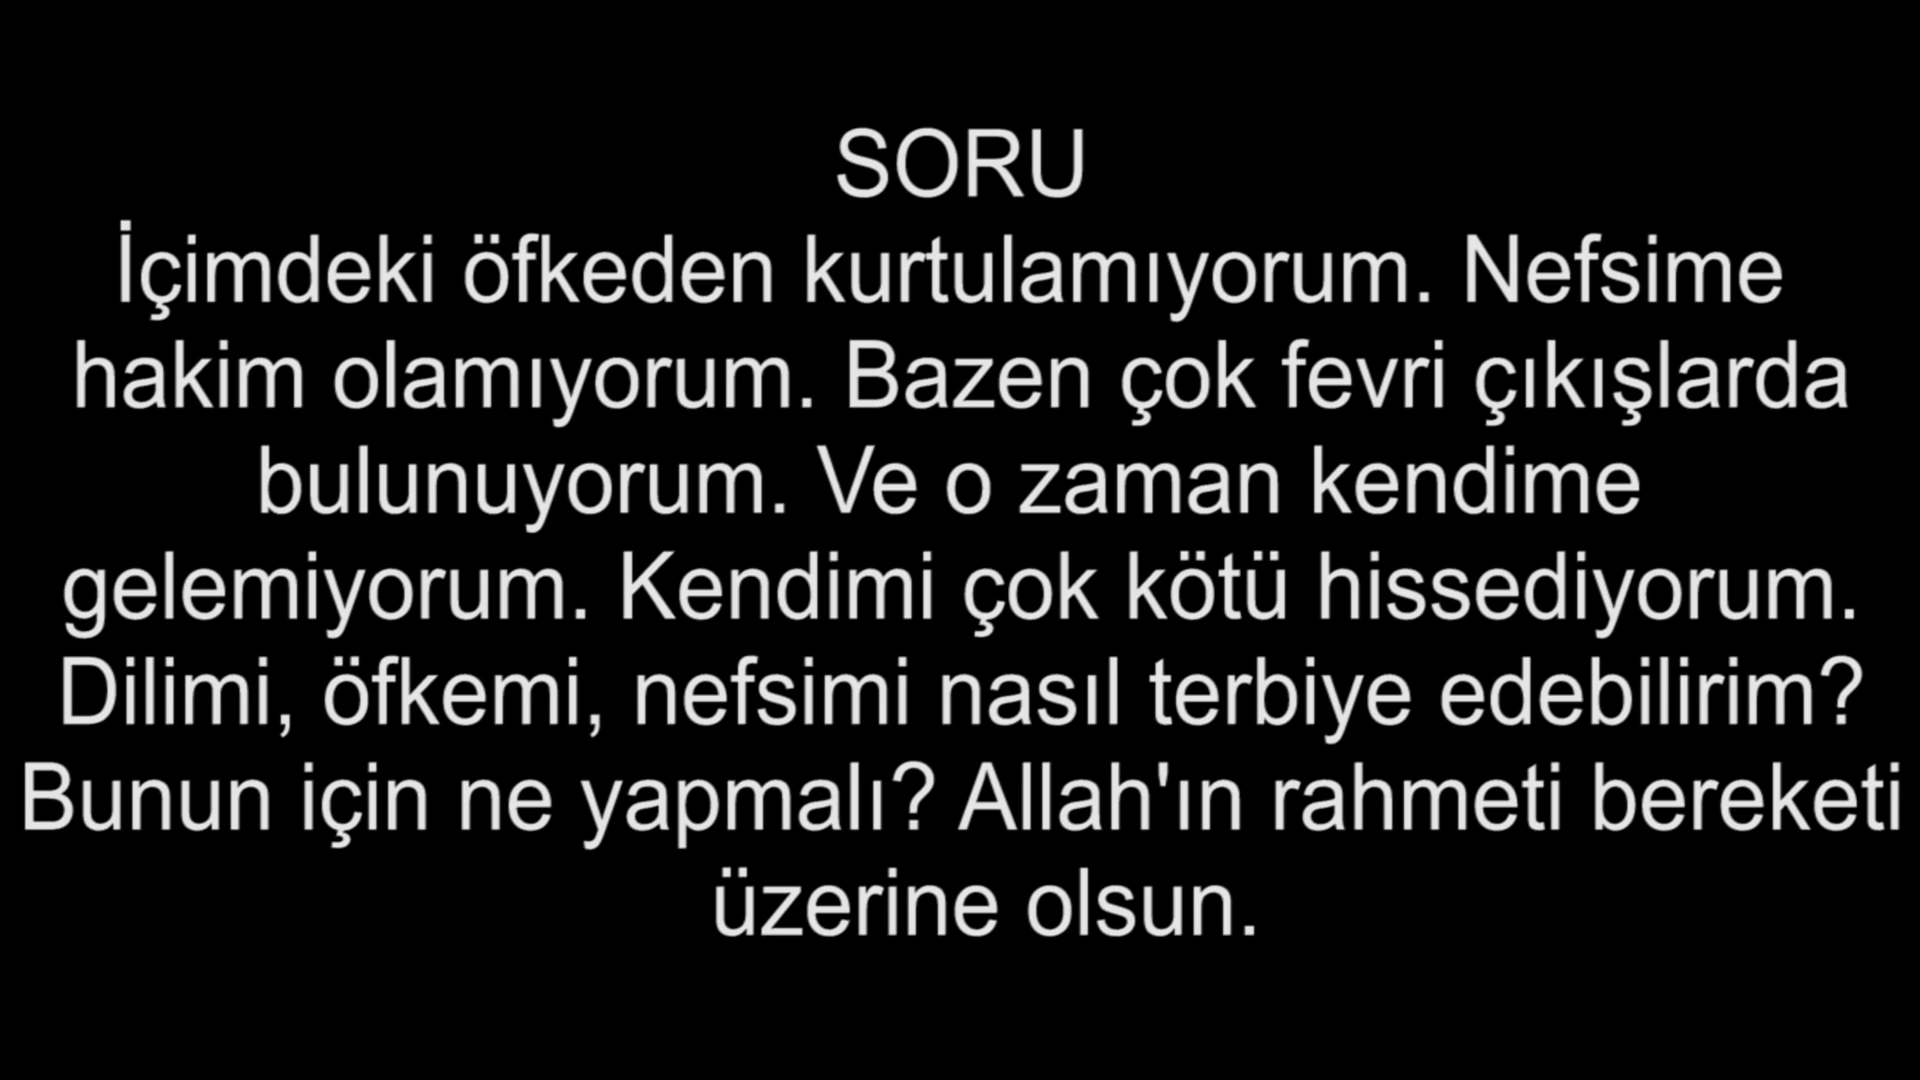 SORU
İçimdeki öfkeden kurtulamıyorum. Nefsime
hakim olamıyorum. Bazen çok fevri çıkışlarda
bulunuyorum. Ve o zaman kendime
gelemiyorum. Kendimi çok kötü hissediyorum.
Dilimi, öfkemi, nefsimi nasıl terbiye edebilirim?
Bunun için ne yapmalı? Allah'ın rahmeti bereketi
üzerine olsun.